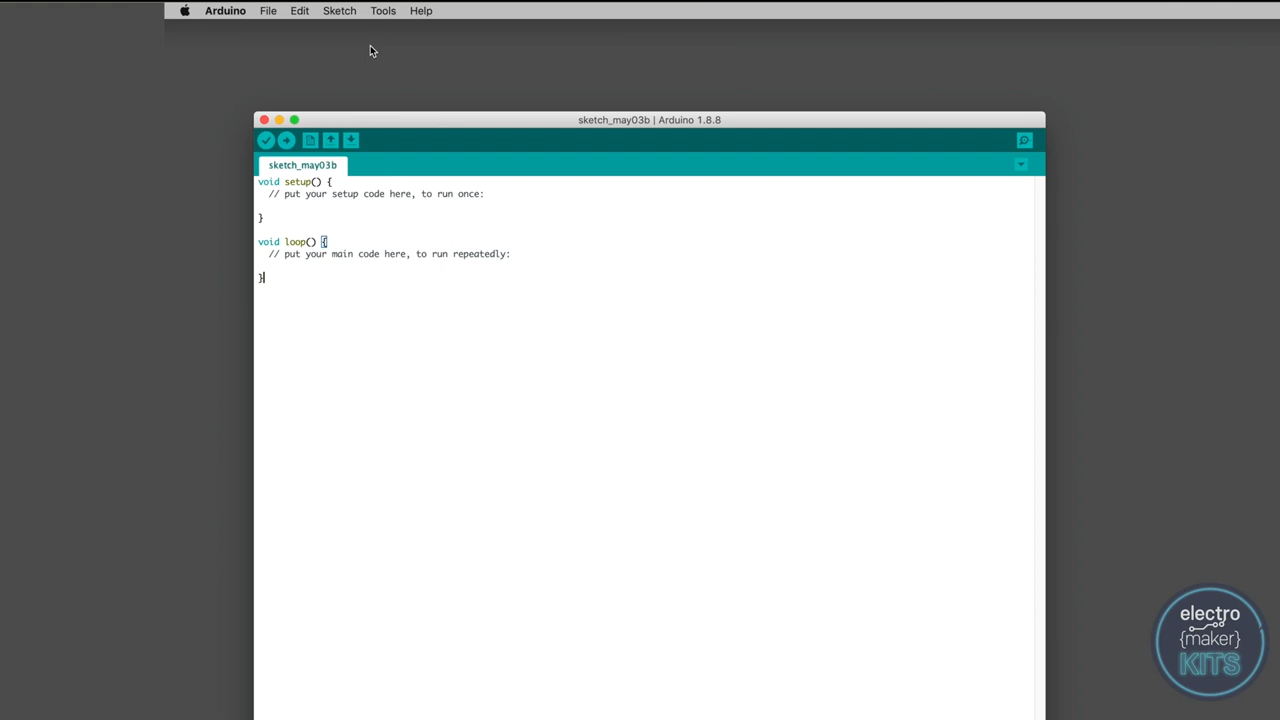 Arduino File Edit Sketch Tools Help
sketch_may03b | Arduino 1.8.8
sketch_may03b
void setup() {
  // put your setup code here, to run once:
}
void loop() {
  // put your main code here, to run repeatedly:
}
electro
{maker}
KITS